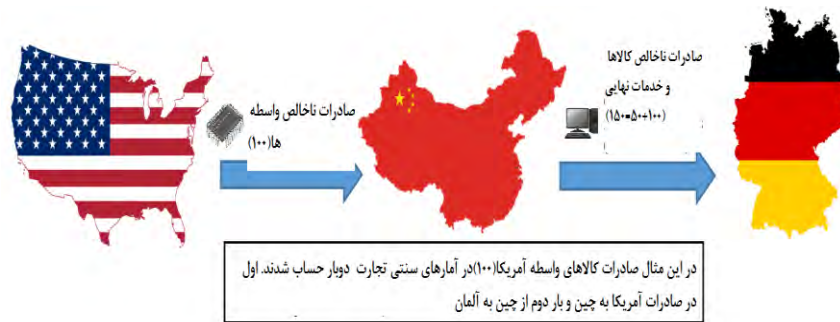 صادرات ناخالص واسطه
ها(۱۰۰)
صادرات ناخالص کالاها
و خدمات نهایی
(۱۰۰+۵۰=۱۵۰)
در این مثال صادرات کالاهای واسطه آمریکا(۱۰۰)در آمارهای سنتی تجارت دوبار حساب شدند. اول
در صادرات آمریکا به چین و بار دوم از چین به آلمان